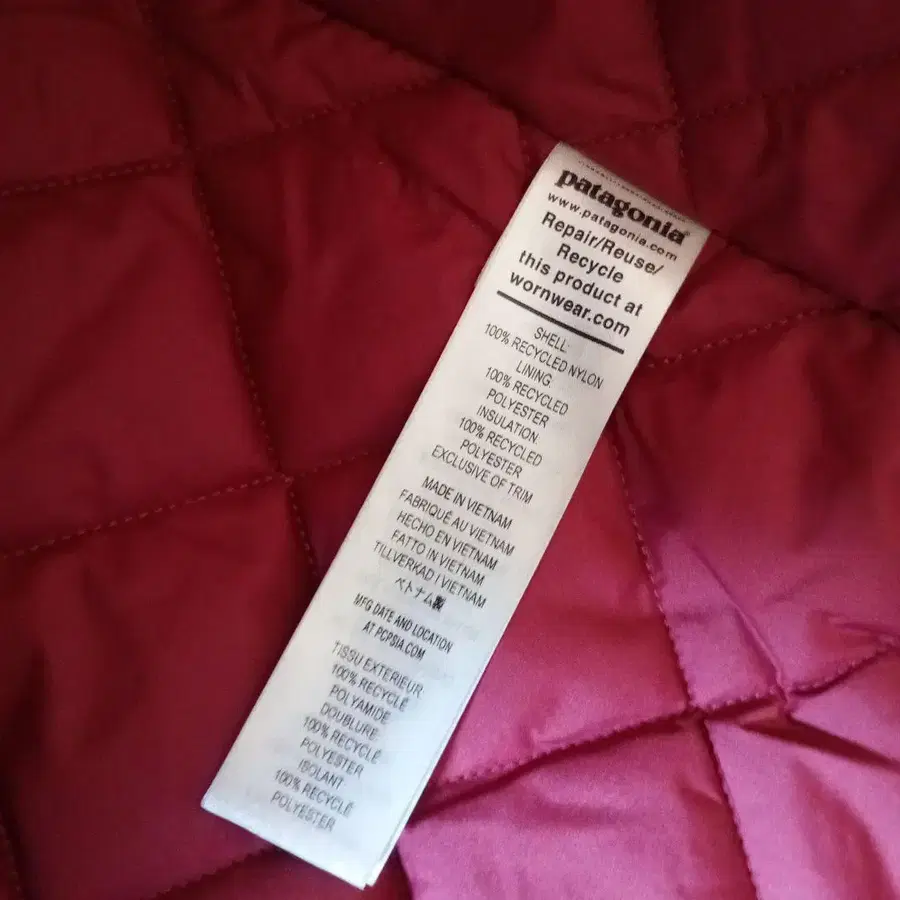 patagonia®
www.patagonia.com
Repair/Reuse/
Recycle
this product at
wornwear.com
SHELL:
100% RECYCLED NYLON
LINING:
100% RECYCLED
POLYESTER
INSULATION:
100% RECYCLED
POLYESTER
EXCLUSIVE OF TRIM
MADE IN VIETNAM
FABRIQUÉ AU VIETNAM
HECHO EN VIETNAM
FATTO IN VIETNAM
TILLVERKAD I VIETNAM
ベトナム製
MFG DATE AND LOCATION
AT PCPSIA.COM
TISSU EXTERIEUR:
100% RECYCLÉ
POLYAMIDE
DOUBLURE:
100% RECYCLÉ
POLYESTER
ISOLANT:
100% RECYCLÉ
POLYESTER